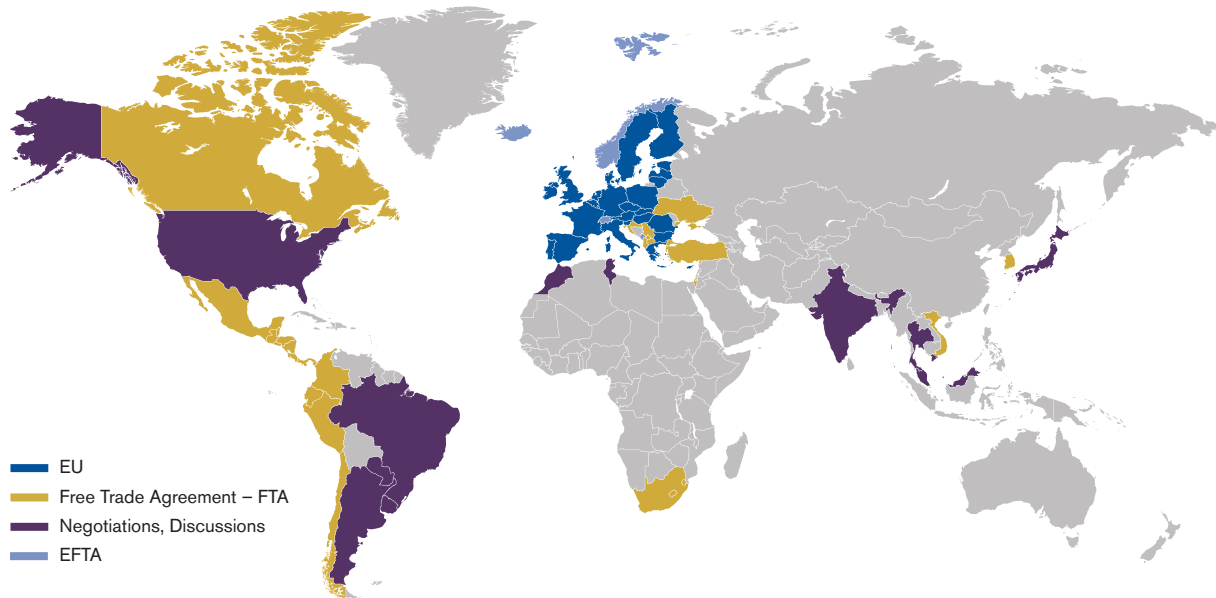 EU
Free Trade Agreement – FTA
Negotiations, Discussions
EFTA